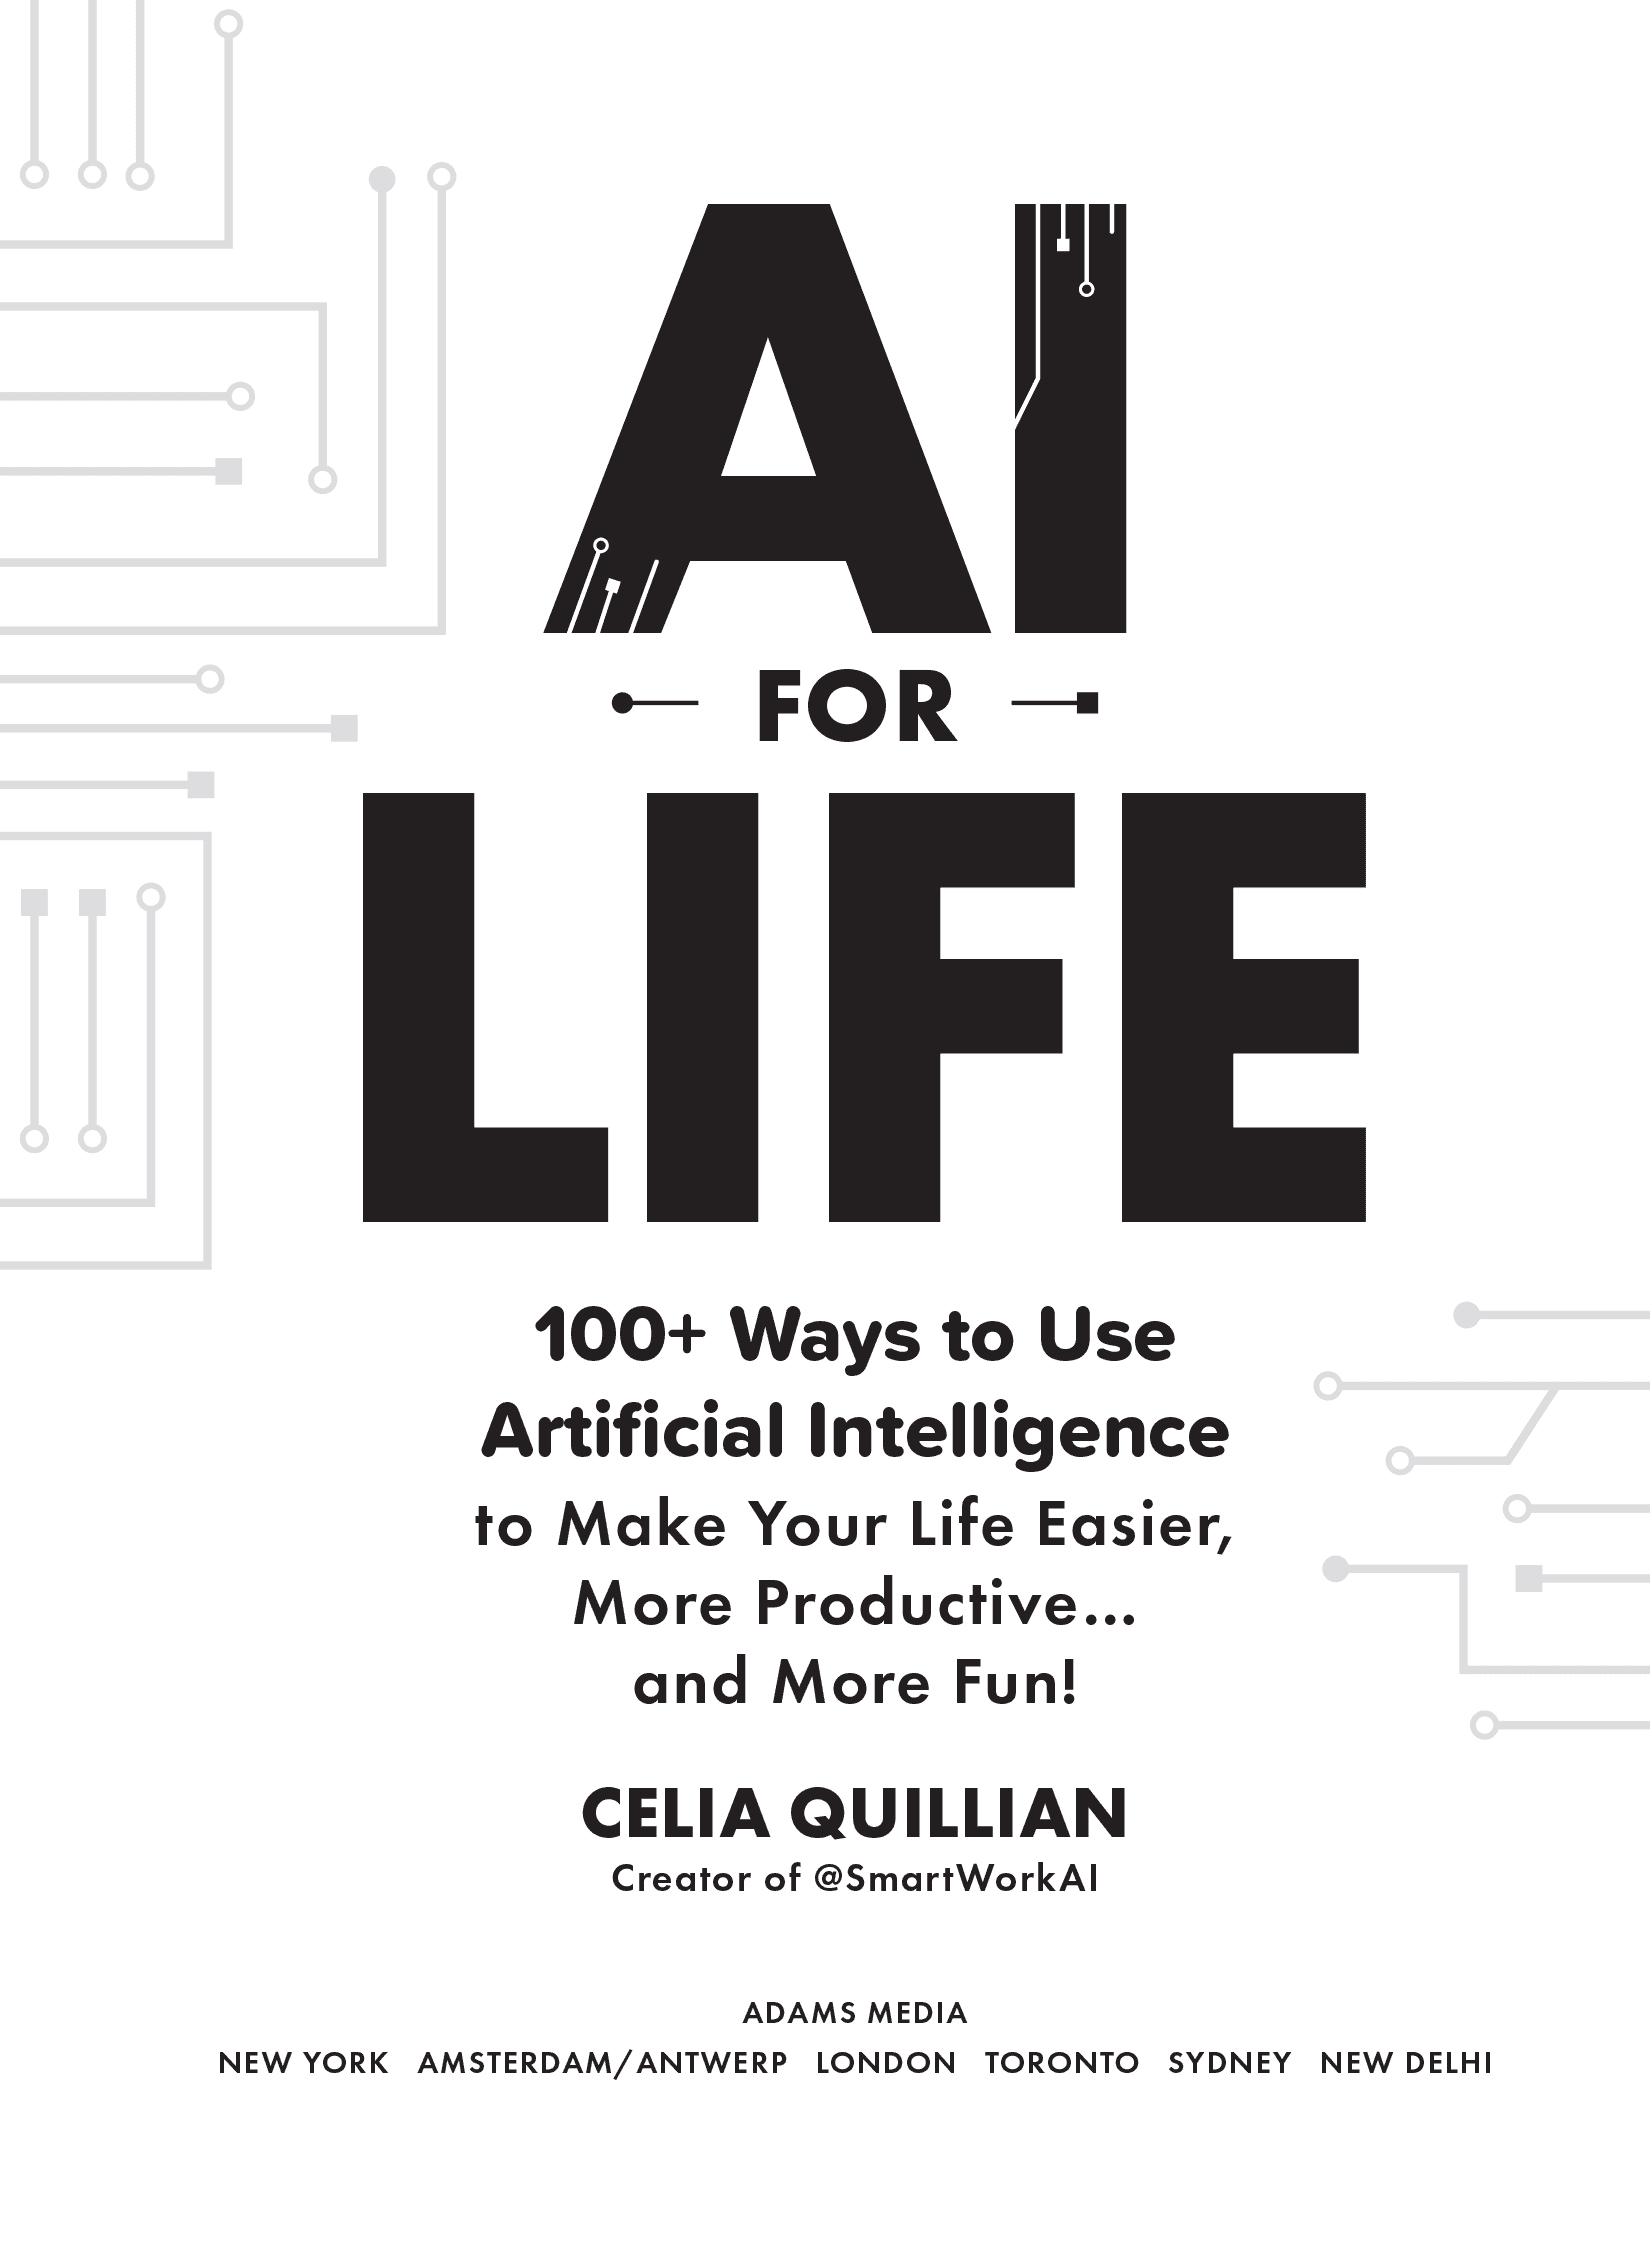 AI
FOR
LIFE
100+ Ways to Use
Artificial Intelligence
to Make Your Life Easier,
More Productive...
and More Fun!
CELIA QUILLIAN
Creator of @SmartWorkAI
ADAMS MEDIA
NEW YORK AMSTERDAM/ANTWERP LONDON TORONTO SYDNEY NEW DELHI